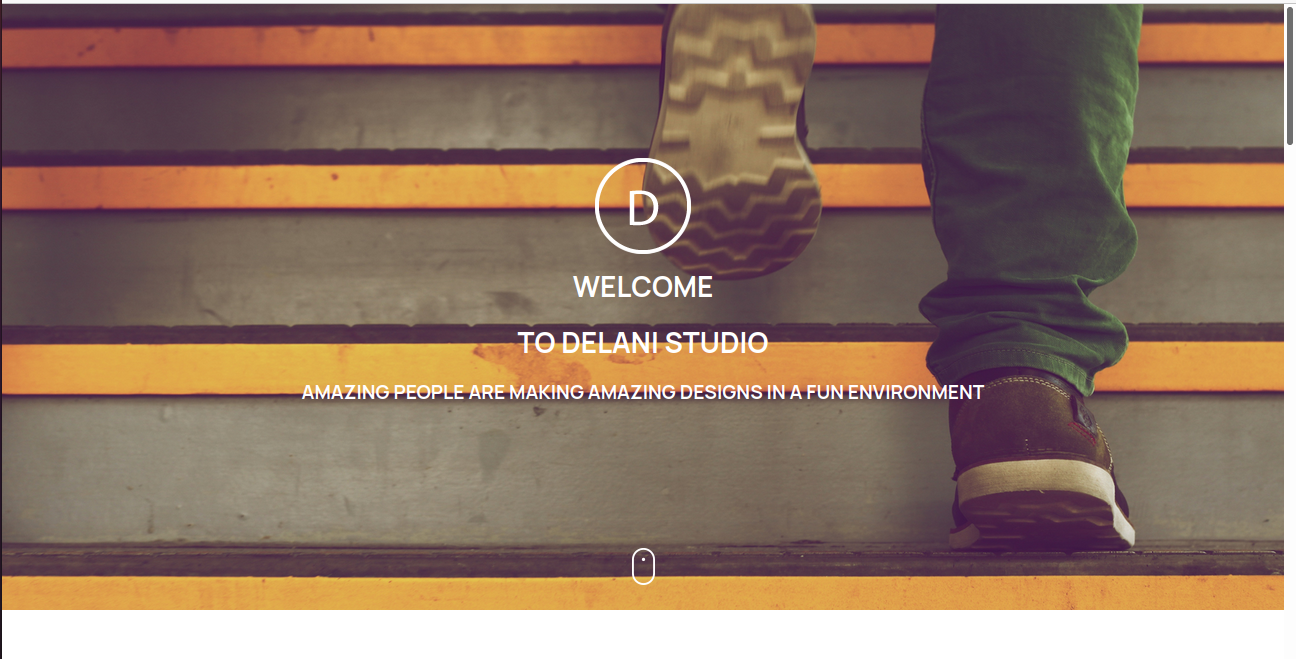 D
WELCOME
TO DELANI STUDIO
AMAZING PEOPLE ARE MAKING AMAZING DESIGNS IN A FUN ENVIRONMENT